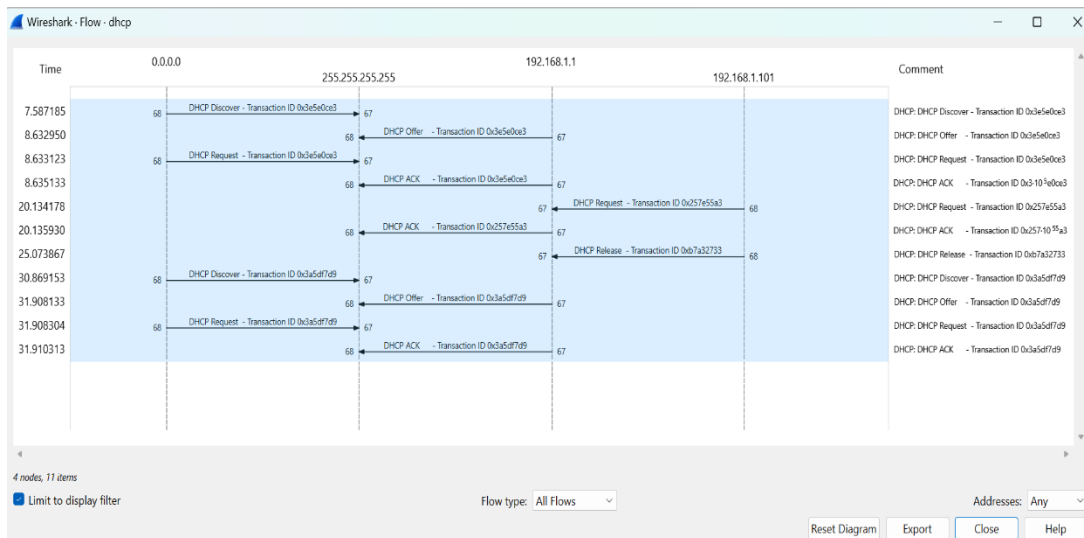 Wireshark · Flow · dhcp
Time 0.0.0.0 255.255.255.255 192.168.1.1 192.168.1.101 Comment
7.587185 68 DHCP Discover - Transaction ID 0x3e5e0ce3 67 DHCP: DHCP Discover - Transaction ID 0x3e5e0ce3
8.632950 68 DHCP Offer - Transaction ID 0x3e5e0ce3 67 DHCP: DHCP Offer - Transaction ID 0x3e5e0ce3
8.633123 68 DHCP Request - Transaction ID 0x3e5e0ce3 67 DHCP: DHCP Request - Transaction ID 0x3e5e0ce3
8.635133 68 DHCP ACK - Transaction ID 0x3e5e0ce3 67 DHCP: DHCP ACK - Transaction ID 0x3-10 5e0ce3
20.134178 67 DHCP Request - Transaction ID 0x257e55a3 68 DHCP: DHCP Request - Transaction ID 0x257e55a3
20.135930 68 DHCP ACK - Transaction ID 0x257e55a3 67 DHCP: DHCP ACK - Transaction ID 0x257-10 55a3
25.073867 67 DHCP Release - Transaction ID 0xb7a32733 68 DHCP: DHCP Release - Transaction ID 0xb7a32733
30.869153 68 DHCP Discover - Transaction ID 0x3a5df7d9 67 DHCP: DHCP Discover - Transaction ID 0x3a5df7d9
31.908133 68 DHCP Offer - Transaction ID 0x3a5df7d9 67 DHCP: DHCP Offer - Transaction ID 0x3a5df7d9
31.908304 68 DHCP Request - Transaction ID 0x3a5df7d9 67 DHCP: DHCP Request - Transaction ID 0x3a5df7d9
31.910313 68 DHCP ACK - Transaction ID 0x3a5df7d9 67 DHCP: DHCP ACK - Transaction ID 0x3a5df7d9
4 nodes, 11 items
Limit to display filter Flow type: All Flows Addresses: Any
Reset Diagram Export Close Help